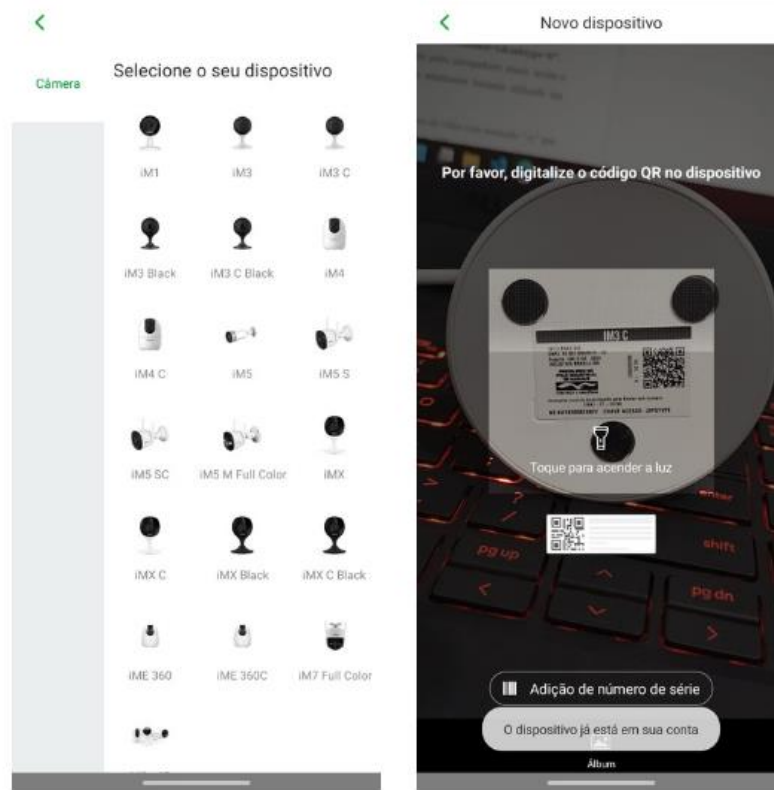 Câmera
Selecione o seu dispositivo
iM1 iM3 iM3 C
iM3 Black iM3 C Black iM4
iM4 C iM5 iM5 S
iM5 SC iM5 M Full Color iMX
iMX C iMX Black iMX C Black
iME 360 iME 360C iM7 Full Color
Novo dispositivo
Por favor, digitalize o código QR no dispositivo
IM3 C
Toque para acender a luz
enter
shift
pg up
pg dn
Adição de número de série
O dispositivo já está em sua conta
Álbum